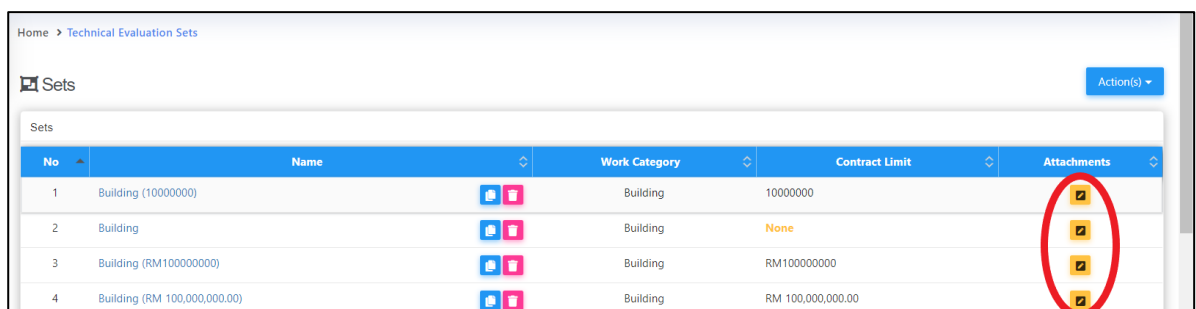 Home > Technical Evaluation Sets
Sets
Action(s)
Sets
No Name Work Category Contract Limit Attachments
1 Building (10000000) Building 10000000
2 Building Building None
3 Building (RM100000000) Building RM100000000
4 Building (RM 100,000,000.00) Building RM 100,000,000.00